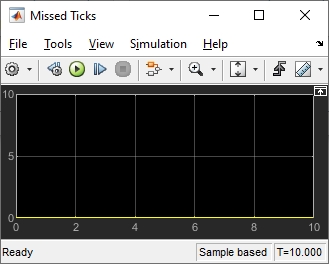 Missed Ticks
File Tools View Simulation Help
10
5
0
0 2 4 6 8 10
Ready Sample based T=10.000